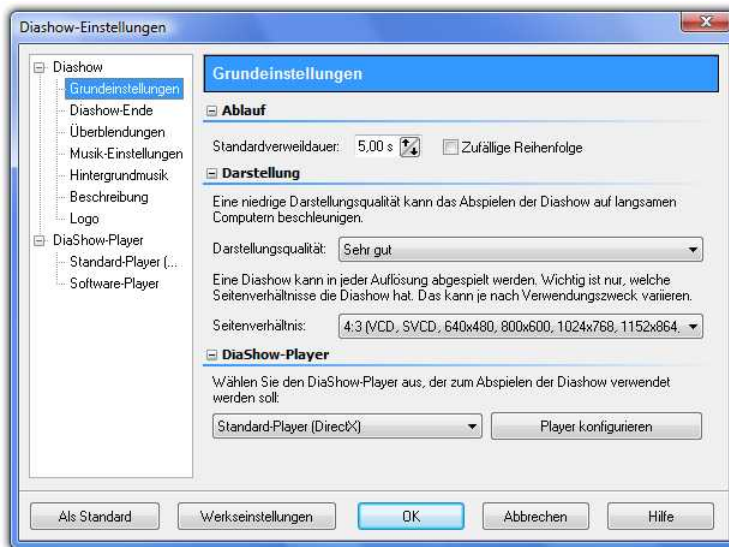 Diashow-Einstellungen
Diashow
Grundeinstellungen
Diashow-Ende
Überblendungen
Musik-Einstellungen
Hintergrundmusik
Beschreibung
Logo
DiaShow-Player
Standard-Player (...
Software-Player
Grundeinstellungen
Ablauf
Standardverweildauer: 5,00 s Zufällige Reihenfolge
Darstellung
Eine niedrige Darstellungsqualität kann das Abspielen der Diashow auf langsamen
Computern beschleunigen.
Darstellungsqualität: Sehr gut
Eine Diashow kann in jeder Auflösung abgespielt werden. Wichtig ist nur, welche
Seitenverhältnisse die Diashow hat. Das kann je nach Verwendungszweck variieren.
Seitenverhältnis: 4:3 (VCD, SVCD, 640x480, 800x600, 1024x768, 1152x864,
DiaShow-Player
Wählen Sie den DiaShow-Player aus, der zum Abspielen der Diashow verwendet
werden soll:
Standard-Player (DirectX) Player konfigurieren
Als Standard Werkseinstellungen OK Abbrechen Hilfe